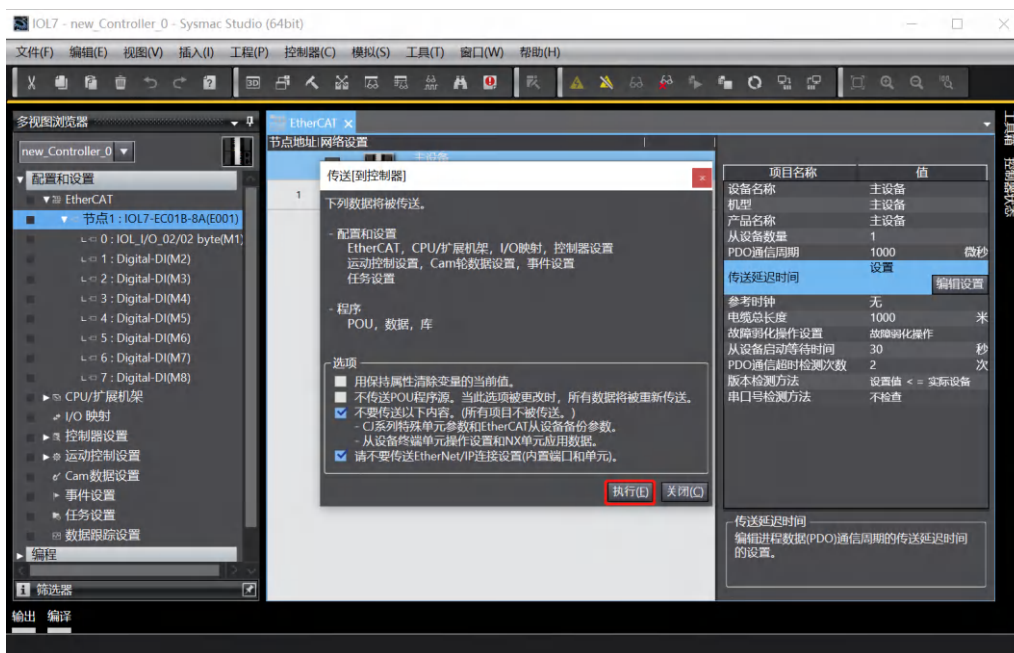 IOL7 - new_Controller_0 - Sysmac Studio (64bit)
文件(F) 编辑(E) 视图(V) 插入(I) 工程(P) 控制器(C) 模拟(S) 工具(T) 窗口(W) 帮助(H)
多视图浏览器
new_Controller_0
配置和设置
EtherCAT
节点1 : IOL7-EC01B-8A(E001)
0 : IOL_I/O_02/02 byte(M1)
1 : Digital-DI(M2)
2 : Digital-DI(M3)
3 : Digital-DI(M4)
4 : Digital-DI(M5)
5 : Digital-DI(M6)
6 : Digital-DI(M7)
7 : Digital-DI(M8)
CPU/扩展机架
I/O 映射
控制器设置
运动控制设置
Cam数据设置
事件设置
任务设置
数据跟踪设置
编程
筛选器
EtherCAT
节点地址|网络设置
主设备
1
传送[到控制器]
下列数据将被传送。
- 配置和设置
EtherCAT，CPU/扩展机架，I/O映射，控制器设置
运动控制设置，Cam轮数据设置，事件设置
任务设置
- 程序
POU，数据，库
选项
用保持属性清除变量的当前值。
不传送POU程序源。当此选项被更改时，所有数据将被重新传送。
不要传送以下内容。(所有项目不被传送。)
- CJ系列特殊单元参数和EtherCAT从设备备份参数。
- 从设备终端单元操作设置和NX单元应用数据。
请不要传送EtherNet/IP连接设置(内置端口和单元)。
执行(E) 关闭(C)
项目名称 值
设备名称 主设备
机型 主设备
产品名称 主设备
从设备数量 1
PDO通信周期 1000 微秒
传送延迟时间 设置
编辑设置
参考时钟 无
电缆总长度 1000 米
故障弱化操作设置 故障弱化操作
从设备启动等待时间 30 秒
PDO通信超时检测次数 2 次
版本检测方法 设置值 < = 实际设备
串口号检测方法 不检查
传送延迟时间
编辑进程数据(PDO)通信周期的传送延迟时间
的设置。
工具箱
控制器状态
输出 编译